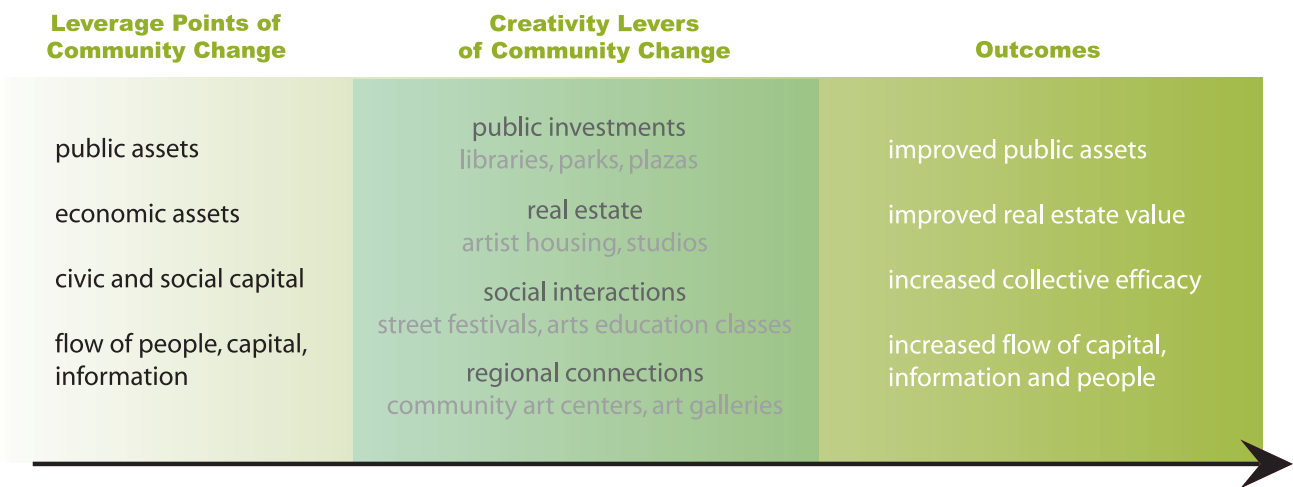 Leverage Points of
Community Change
Creativity Levers
of Community Change
Outcomes
public assets
economic assets
civic and social capital
flow of people, capital,
information
public investments
libraries, parks, plazas
real estate
artist housing, studios
social interactions
street festivals, arts education classes
regional connections
community art centers, art galleries
improved public assets
improved real estate value
increased collective efficacy
increased flow of capital,
information and people